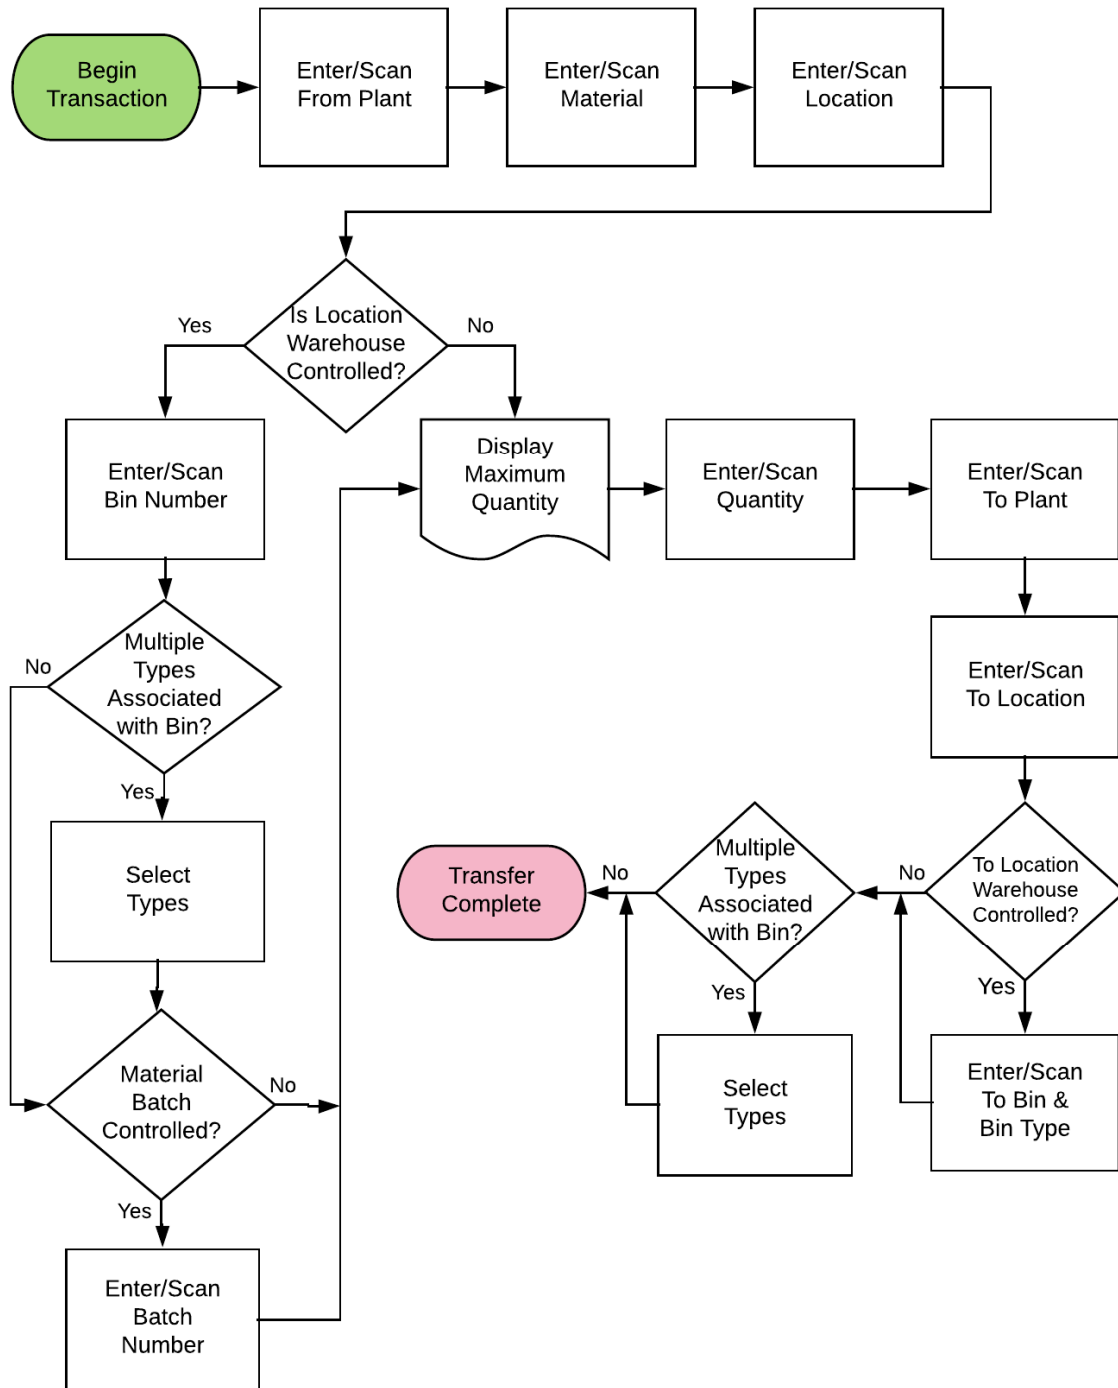 Begin
Transaction
Enter/Scan
From Plant
Enter/Scan
Material
Enter/Scan
Location
Is Location
Warehouse
Controlled?
Yes
No
Enter/Scan
Bin Number
Display
Maximum
Quantity
Enter/Scan
Quantity
Enter/Scan
To Plant
Multiple
Types
Associated
with Bin?
No
Yes
Enter/Scan
To Location
Select
Types
Transfer
Complete
No
Multiple
Types
Associated
with Bin?
Yes
No
To Location
Warehouse
Controlled?
Yes
Material
Batch
Controlled?
No
Yes
Select
Types
Enter/Scan
To Bin &
Bin Type
Enter/Scan
Batch
Number